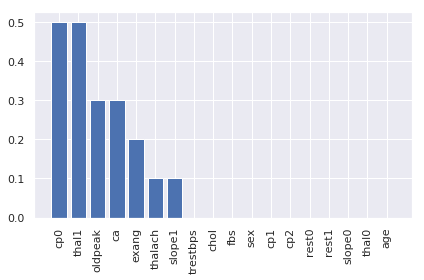 0.5
0.4
0.3
0.2
0.1
0.0
cp0
thal1
oldpeak
ca
exang
thalach
slope1
trestbps
chol
fbs
sex
cp1
cp2
rest0
rest1
slope0
thal0
age